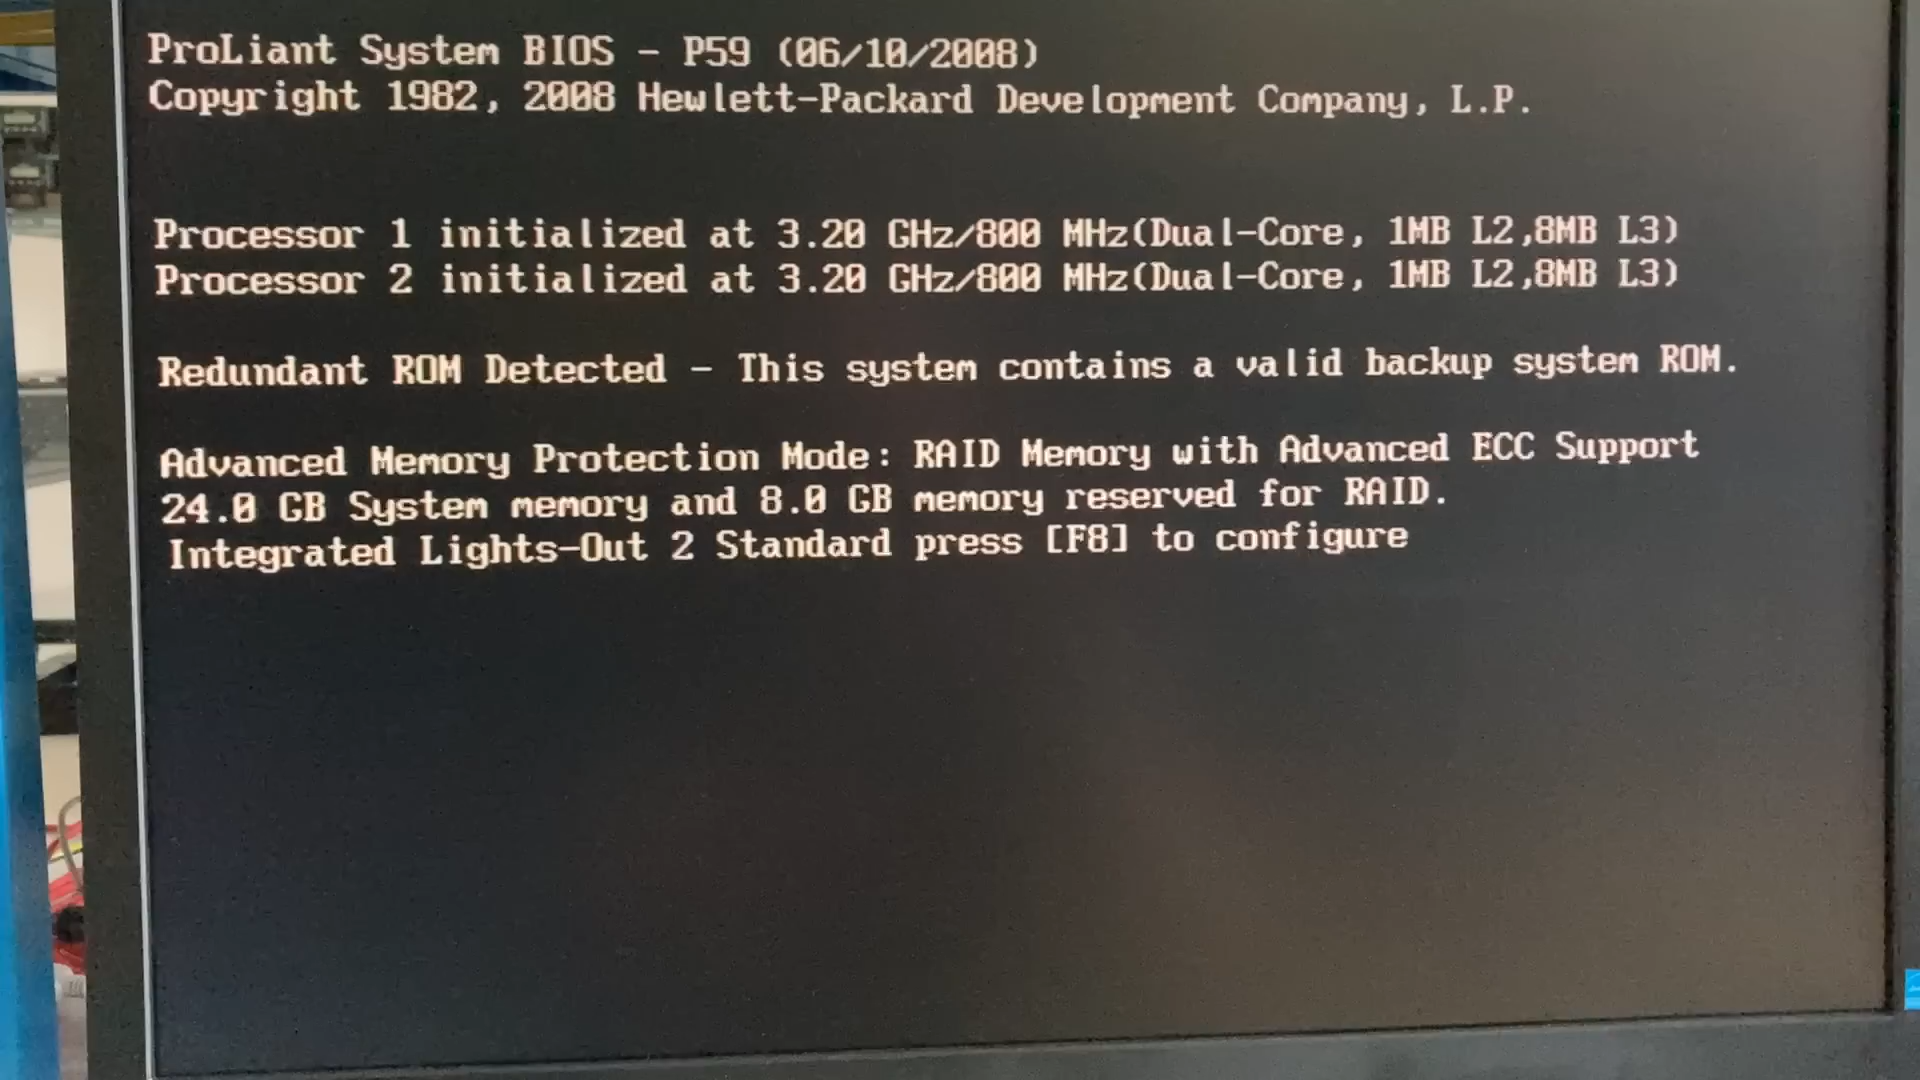 ProLiant System BIOS - P59 (06/10/2008)
Copyright 1982, 2008 Hewlett-Packard Development Company, L.P.
Processor 1 initialized at 3.20 GHz/800 MHz(Dual-Core, 1MB L2,8MB L3)
Processor 2 initialized at 3.20 GHz/800 MHz(Dual-Core, 1MB L2,8MB L3)
Redundant ROM Detected - This system contains a valid backup system ROM.
Advanced Memory Protection Mode: RAID Memory with Advanced ECC Support
24.0 GB System memory and 8.0 GB memory reserved for RAID.
Integrated Lights-Out 2 Standard press [F8] to configure